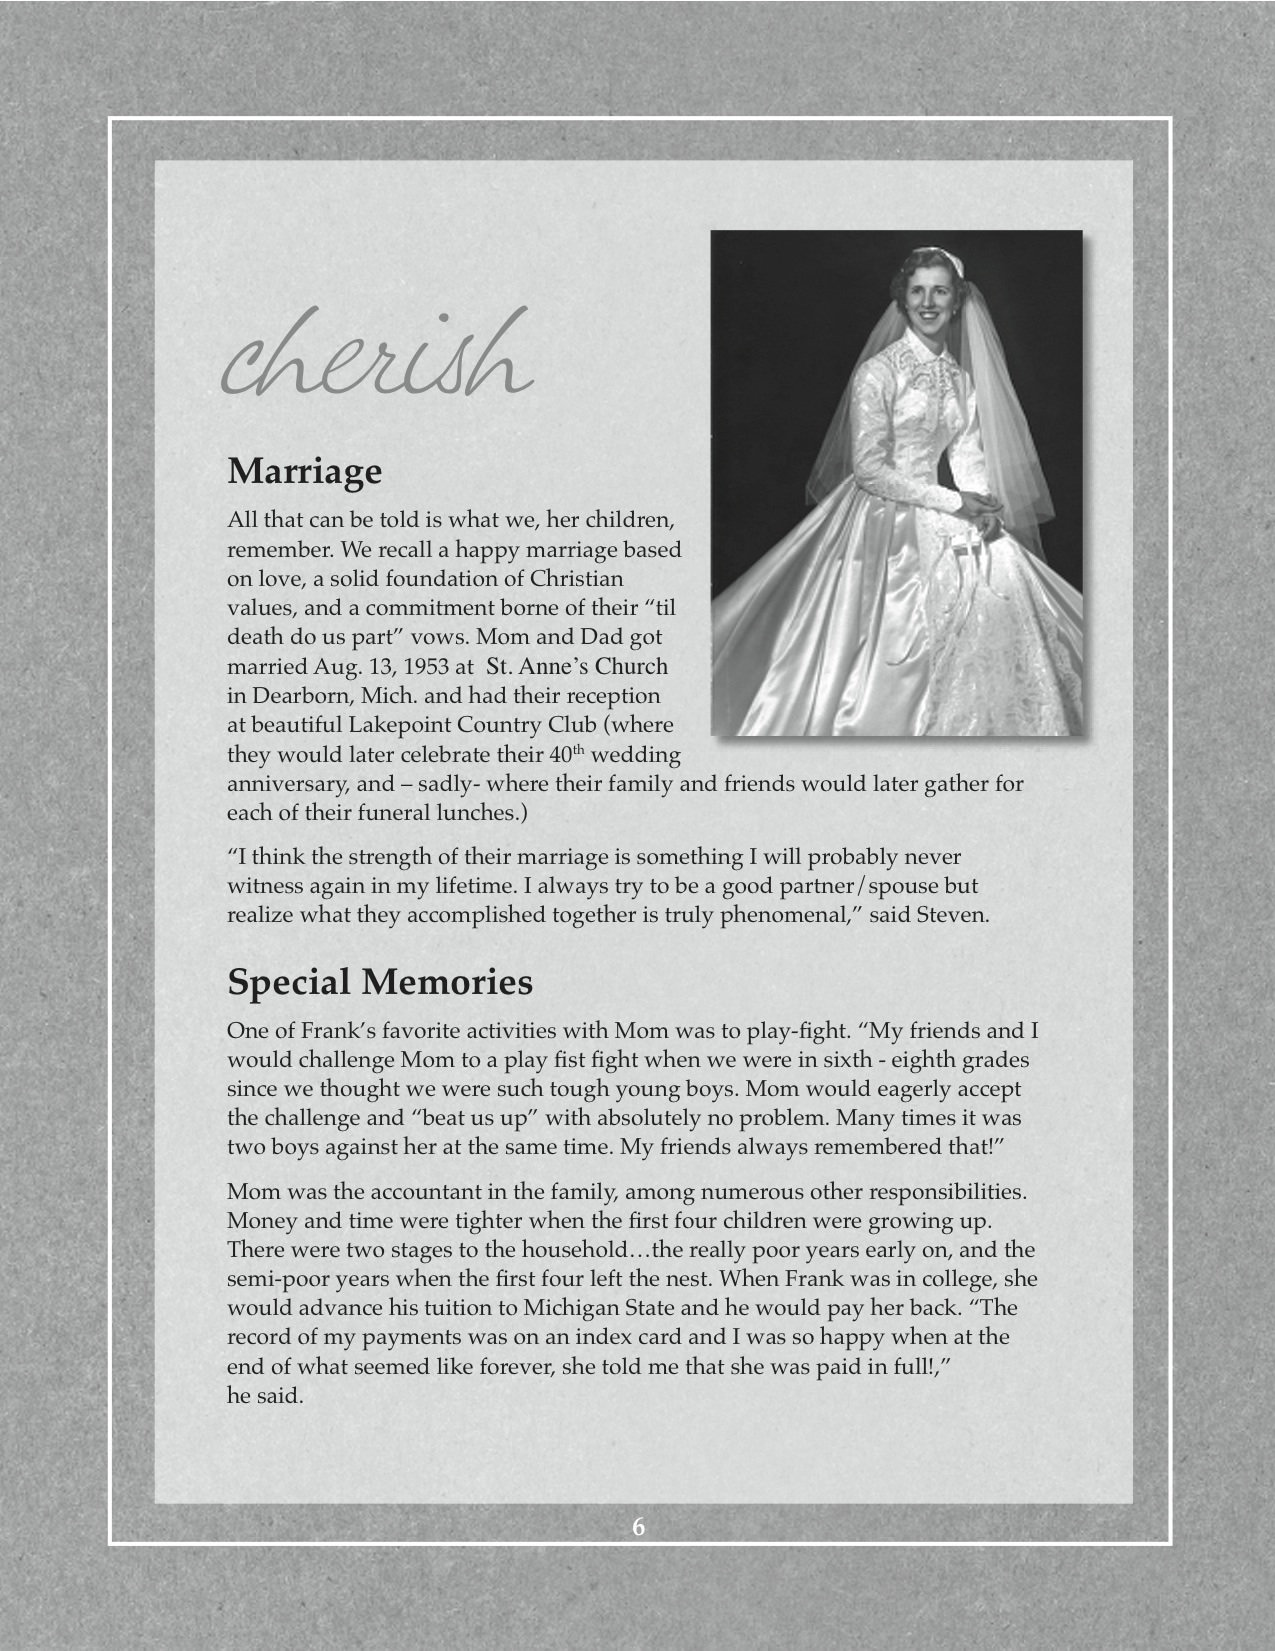 cherish
Marriage
All that can be told is what we, her children,
remember. We recall a happy marriage based
on love, a solid foundation of Christian
values, and a commitment borne of their “til
death do us part” vows. Mom and Dad got
married Aug. 13, 1953 at  St. Anne’s Church
in Dearborn, Mich. and had their reception
at beautiful Lakepoint Country Club (where
they would later celebrate their 40th wedding
anniversary, and – sadly- where their family and friends would later gather for
each of their funeral lunches.)
“I think the strength of their marriage is something I will probably never
witness again in my lifetime. I always try to be a good partner/spouse but
realize what they accomplished together is truly phenomenal,” said Steven.
Special Memories
One of Frank’s favorite activities with Mom was to play-fight. “My friends and I
would challenge Mom to a play fist fight when we were in sixth - eighth grades
since we thought we were such tough young boys. Mom would eagerly accept
the challenge and “beat us up” with absolutely no problem. Many times it was
two boys against her at the same time. My friends always remembered that!”
Mom was the accountant in the family, among numerous other responsibilities.
Money and time were tighter when the first four children were growing up.
There were two stages to the household…the really poor years early on, and the
semi-poor years when the first four left the nest. When Frank was in college, she
would advance his tuition to Michigan State and he would pay her back. “The
record of my payments was on an index card and I was so happy when at the
end of what seemed like forever, she told me that she was paid in full!,”
he said.
6